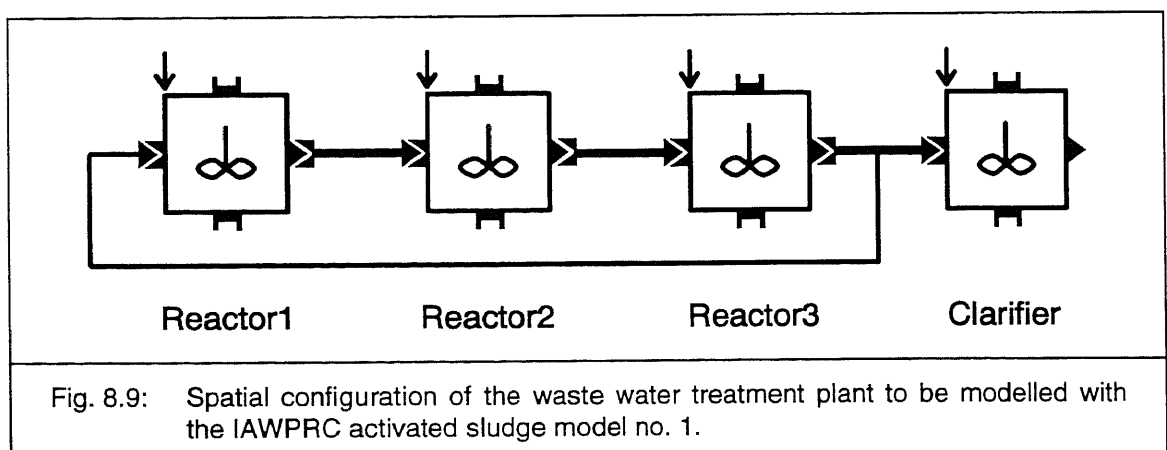 Reactor1 Reactor2 Reactor3 Clarifier
Fig. 8.9: Spatial configuration of the waste water treatment plant to be modelled with
the IAWPRC activated sludge model no. 1.